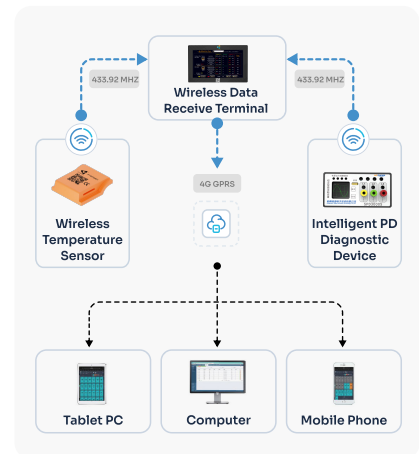 433.92 MHZ
433.92 MHZ
Wireless Data
Receive Terminal
4G GPRS
Wireless
Temperature
Sensor
Intelligent PD
Diagnostic
Device
Tablet PC
Computer
Mobile Phone